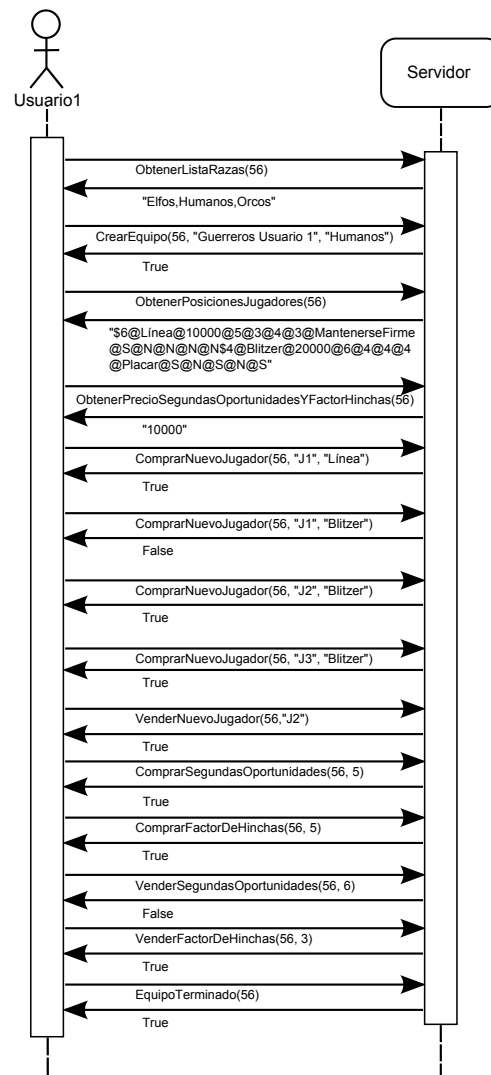 Usuario1
Servidor
ObtenerListaRazas(56)
"Elfos,Humanos,Orcos"
CrearEquipo(56, "Guerreros Usuario 1", "Humanos")
True
ObtenerPosicionesJugadores(56)
"$6@Línea@10000@5@3@4@3@MantenerseFirme
@S@N@N@N@N$4@Blitzer@20000@6@4@4@4
@Placar@S@N@S@N@S"
ObtenerPrecioSegundasOportunidadesYFactorHinchas(56)
"10000"
ComprarNuevoJugador(56, "J1", "Línea")
True
ComprarNuevoJugador(56, "J1", "Blitzer")
False
ComprarNuevoJugador(56, "J2", "Blitzer")
True
ComprarNuevoJugador(56, "J3", "Blitzer")
True
VenderNuevoJugador(56,"J2")
True
ComprarSegundasOportunidades(56, 5)
True
ComprarFactorDeHinchas(56, 5)
True
VenderSegundasOportunidades(56, 6)
False
VenderFactorDeHinchas(56, 3)
True
EquipoTerminado(56)
True